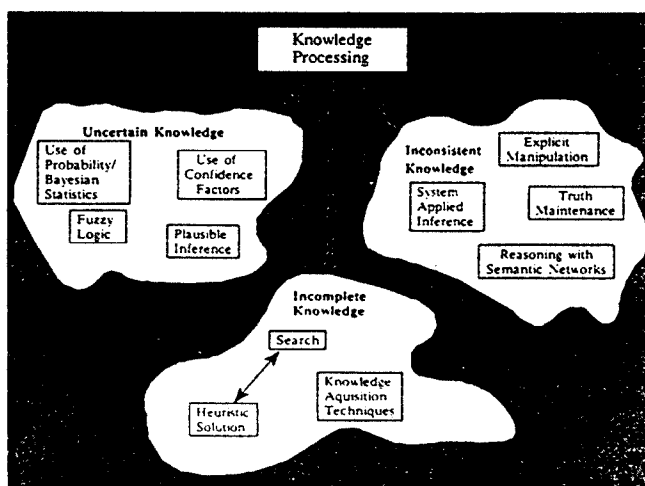 Knowledge
Processing
Uncertain Knowledge
Use of
Probability/
Bayesian
Statistics
Use of
Confidence
Factors
Fuzzy
Logic
Plausible
Inference
Inconsistent
Knowledge
Explicit
Manipulation
System
Applied
Inference
Truth
Maintenance
Reasoning with
Semantic Networks
Incomplete
Knowledge
Search
Heuristic
Solution
Knowledge
Aquisition
Techniques